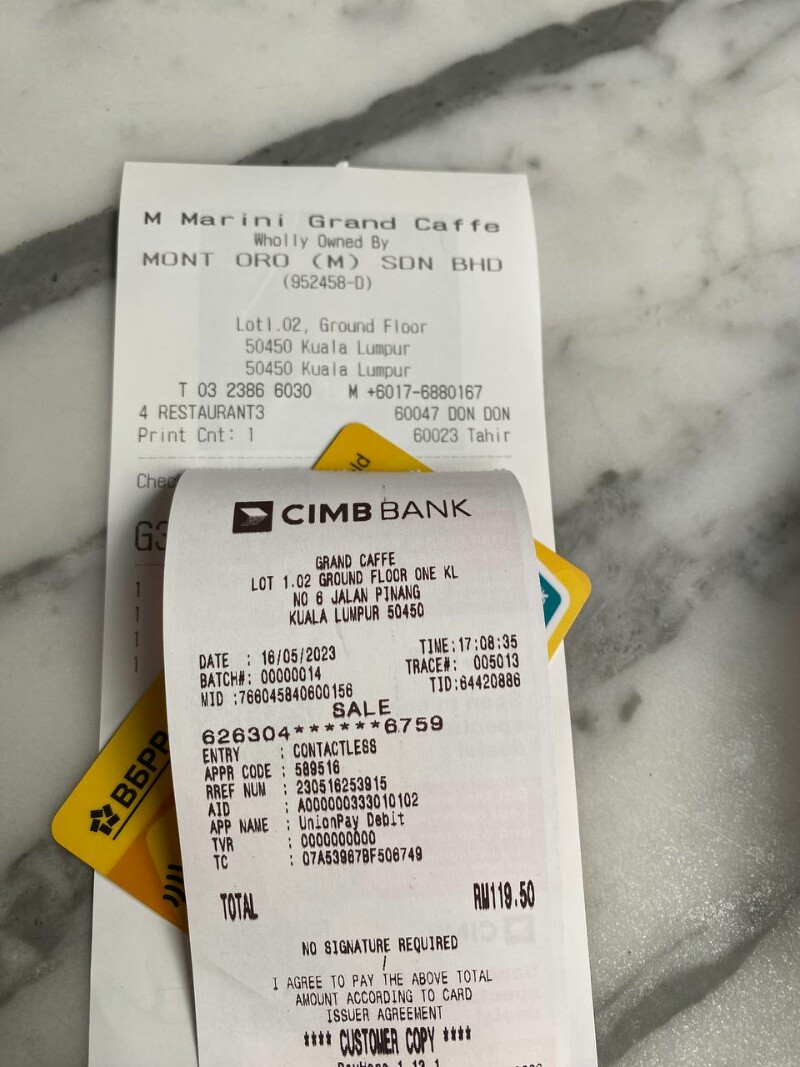 M Marini Grand Caffe
Wholly Owned By
MONT ORO (M) SDN BHD
(952458-D)
Lot1.02, Ground Floor
50450 Kuala Lumpur
50450 Kuala Lumpur
T 03 2386 6030 M +6017-6880167
4 RESTAURANT3 60047 DON DON
Print Cnt: 1 60023 Tahir
1
1
1
1
ВБРР
CIMB BANK
GRAND CAFFE
LOT 1.02 GROUND FLOOR ONE KL
NO 6 JALAN PINANG
KUALA LUMPUR 50450
DATE : 16/05/2023 TIME:17:08:35
BATCH#: 00000014 TRACE#: 005013
MID :766045840600156 TID:64420886
SALE
626304******6759
ENTRY : CONTACTLESS
APPR CODE : 589516
RREF NUM : 230516253915
AID : A000000333010102
APP NAME : UnionPay Debit
TVR : 0000000000
TC : 07A53967BF506749
TOTAL RM119.50
NO SIGNATURE REQUIRED
/
I AGREE TO PAY THE ABOVE TOTAL
AMOUNT ACCORDING TO CARD
ISSUER AGREEMENT
**** CUSTOMER COPY ****